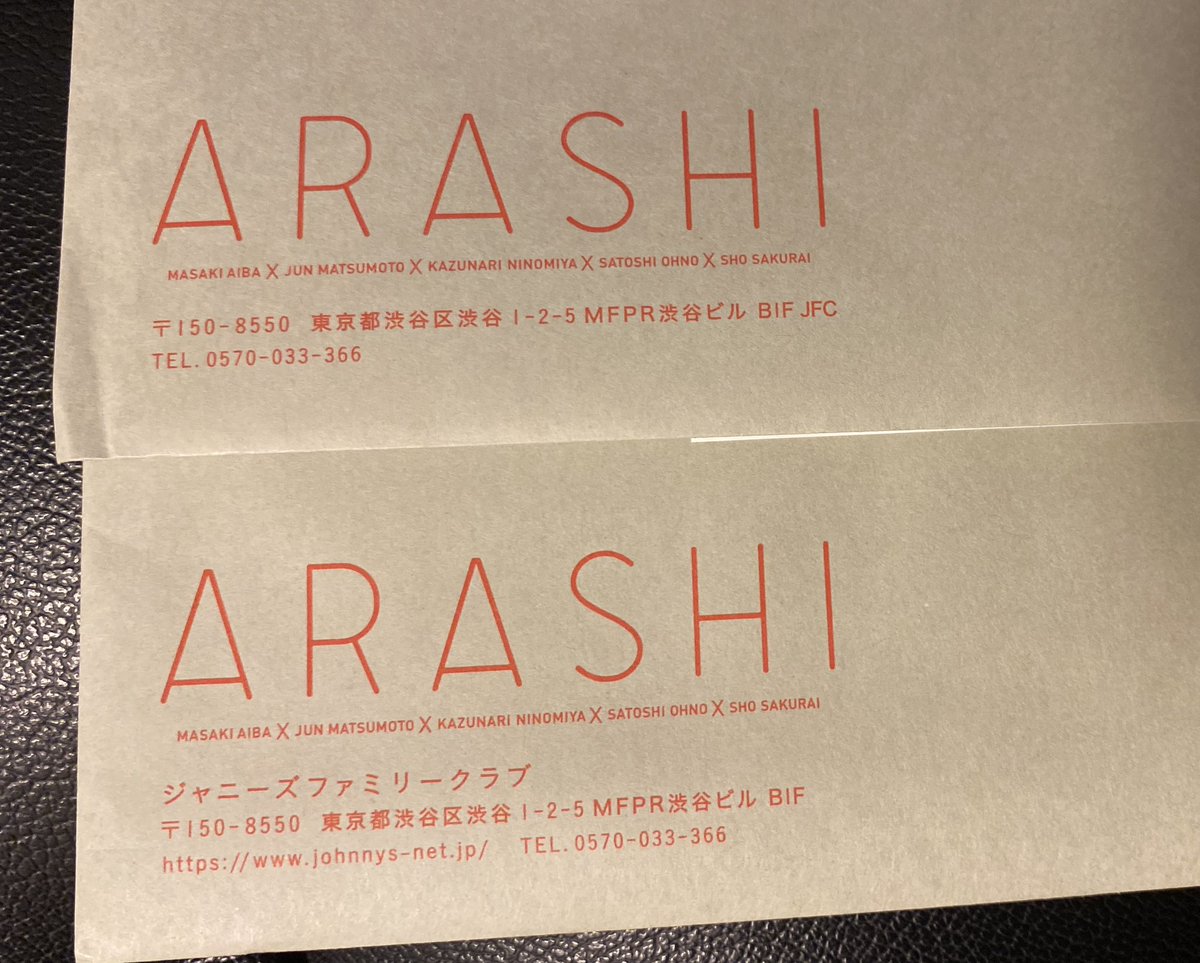 ARASHI
MASAKI AIBA X JUN MATSUMOTO X KAZUNARI NINOMIYA X SATOSHI OHNO X SHO SAKURAI
〒150-8550 東京都渋谷区渋谷1-2-5 MFPR渋谷ビル B1F JFC
TEL. 0570-033-366
ARASHI
MASAKI AIBA X JUN MATSUMOTO X KAZUNARI NINOMIYA X SATOSHI OHNO X SHO SAKURAI
ジャニーズファミリークラブ
〒150-8550 東京都渋谷区渋谷1-2-5 MFPR渋谷ビル B1F
https://www.johnnys-net.jp/ TEL. 0570-033-366